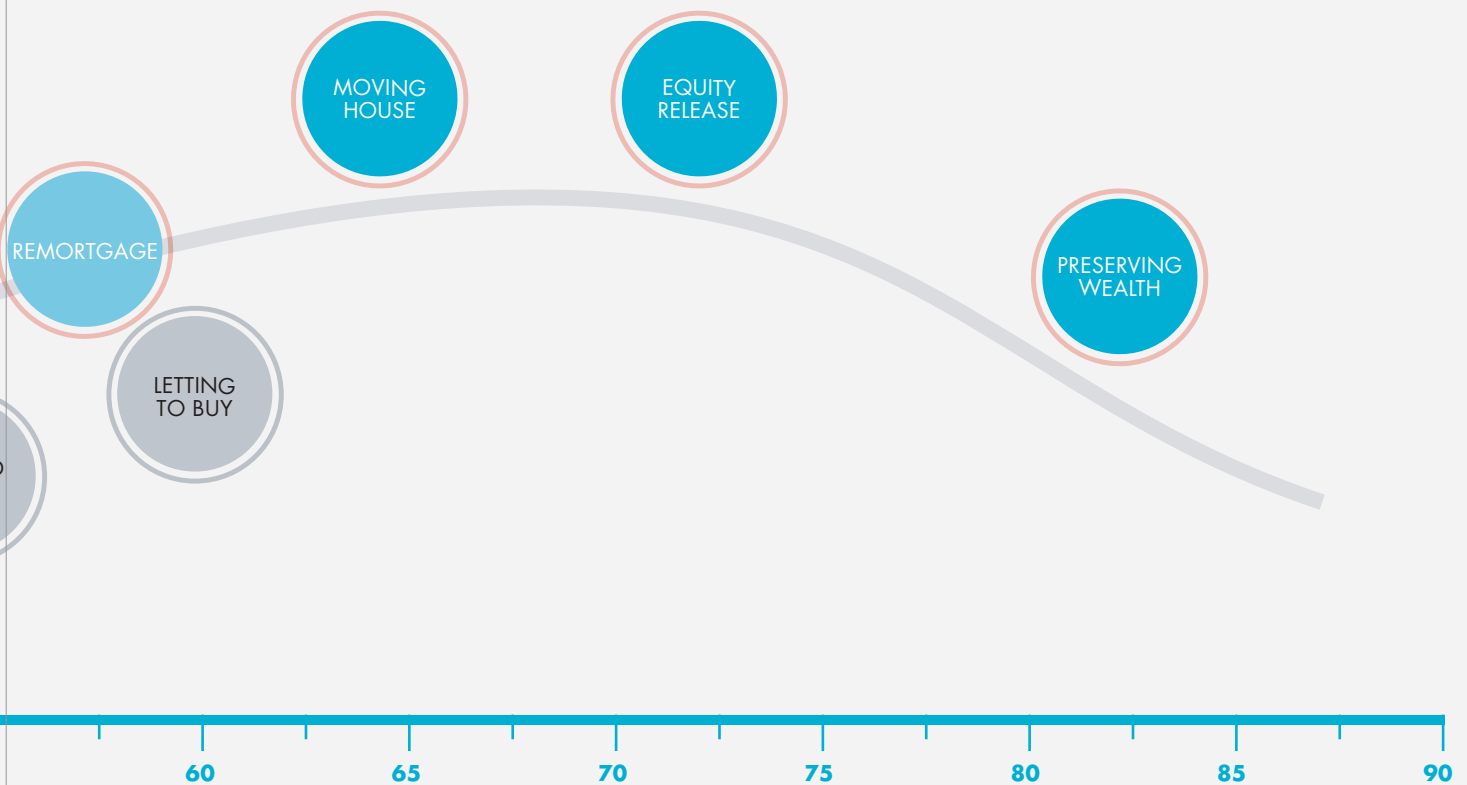 MOVING
HOUSE
EQUITY
RELEASE
REMORTGAGE
PRESERVING
WEALTH
LETTING
TO BUY
60
65
70
75
80
85
90